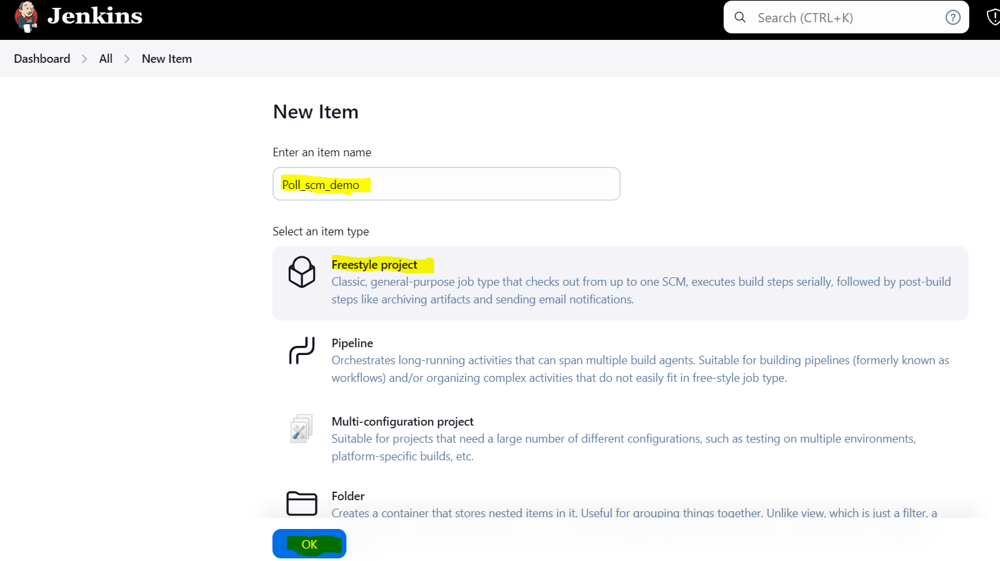 Jenkins
Search (CTRL+K)
Dashboard All New Item
New Item
Enter an item name
Poll_scm_demo
Select an item type
Freestyle project
Classic, general-purpose job type that checks out from up to one SCM, executes build steps serially, followed by post-build
steps like archiving artifacts and sending email notifications.
Pipeline
Orchestrates long-running activities that can span multiple build agents. Suitable for building pipelines (formerly known as
workflows) and/or organizing complex activities that do not easily fit in free-style job type.
Multi-configuration project
Suitable for projects that need a large number of different configurations, such as testing on multiple environments,
platform-specific builds, etc.
Folder
Creates a container that stores nested items in it. Useful for grouping things together. Unlike view, which is just a filter, a
OK